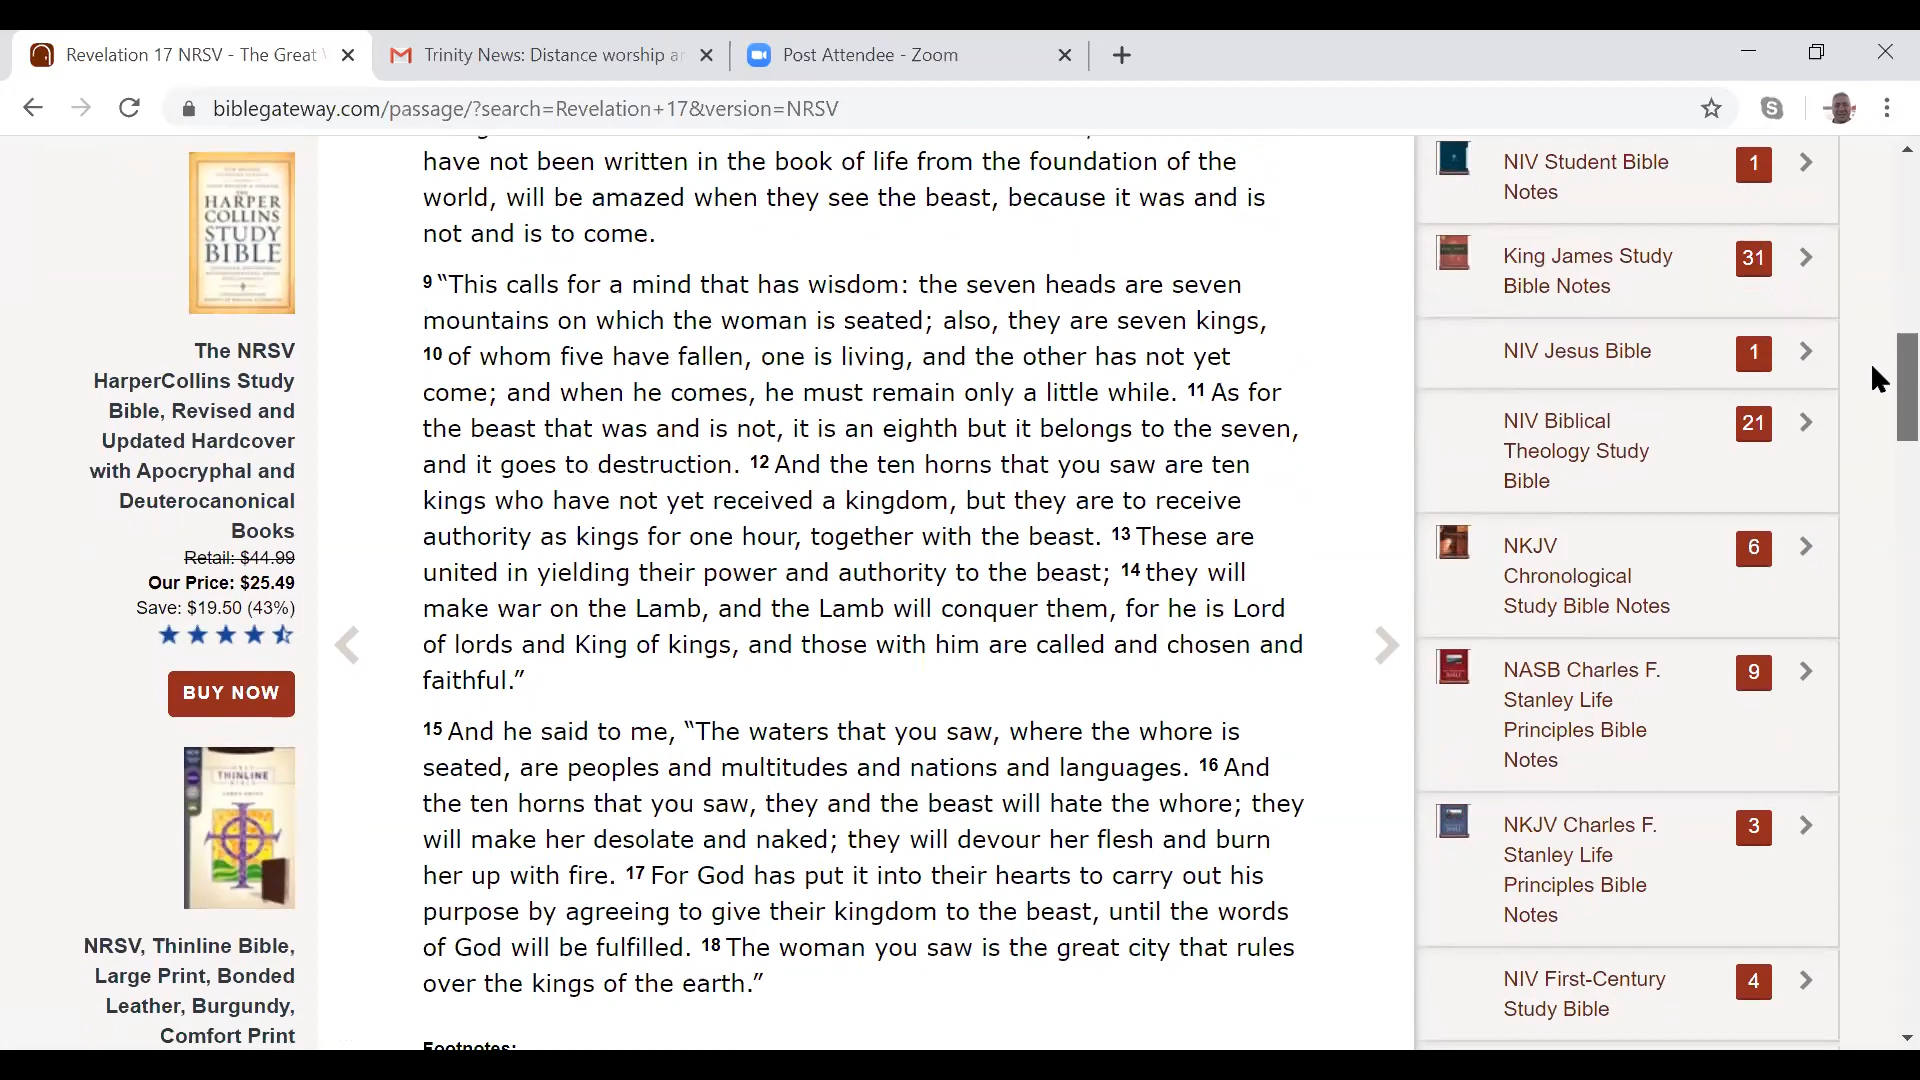 Revelation 17 NRSV - The Great
Trinity News: Distance worship ar
Post Attendee - Zoom
biblegateway.com/passage/?search=Revelation+17&version=NRSV
have not been written in the book of life from the foundation of the
world, will be amazed when they see the beast, because it was and is
not and is to come.
9 “This calls for a mind that has wisdom: the seven heads are seven
mountains on which the woman is seated; also, they are seven kings,
10 of whom five have fallen, one is living, and the other has not yet
come; and when he comes, he must remain only a little while. 11 As for
the beast that was and is not, it is an eighth but it belongs to the seven,
and it goes to destruction. 12 And the ten horns that you saw are ten
kings who have not yet received a kingdom, but they are to receive
authority as kings for one hour, together with the beast. 13 These are
united in yielding their power and authority to the beast; 14 they will
make war on the Lamb, and the Lamb will conquer them, for he is Lord
of lords and King of kings, and those with him are called and chosen and
faithful.”
15 And he said to me, “The waters that you saw, where the whore is
seated, are peoples and multitudes and nations and languages. 16 And
the ten horns that you saw, they and the beast will hate the whore; they
will make her desolate and naked; they will devour her flesh and burn
her up with fire. 17 For God has put it into their hearts to carry out his
purpose by agreeing to give their kingdom to the beast, until the words
of God will be fulfilled. 18 The woman you saw is the great city that rules
over the kings of the earth.”
Footnotes:
THE
HARPER
COLLINS
STUDY
BIBLE
The NRSV
HarperCollins Study
Bible, Revised and
Updated Hardcover
with Apocryphal and
Deuterocanonical
Books
Retail: $44.99
Our Price: $25.49
Save: $19.50 (43%)
BUY NOW
THINLINE
BIBLE
NRSV, Thinline Bible,
Large Print, Bonded
Leather, Burgundy,
Comfort Print
NIV Student Bible
Notes
1
King James Study
Bible Notes
31
NIV Jesus Bible
1
NIV Biblical
Theology Study
Bible
21
NKJV
Chronological
Study Bible Notes
6
NASB Charles F.
Stanley Life
Principles Bible
Notes
9
NKJV Charles F.
Stanley Life
Principles Bible
Notes
3
NIV First-Century
Study Bible
4